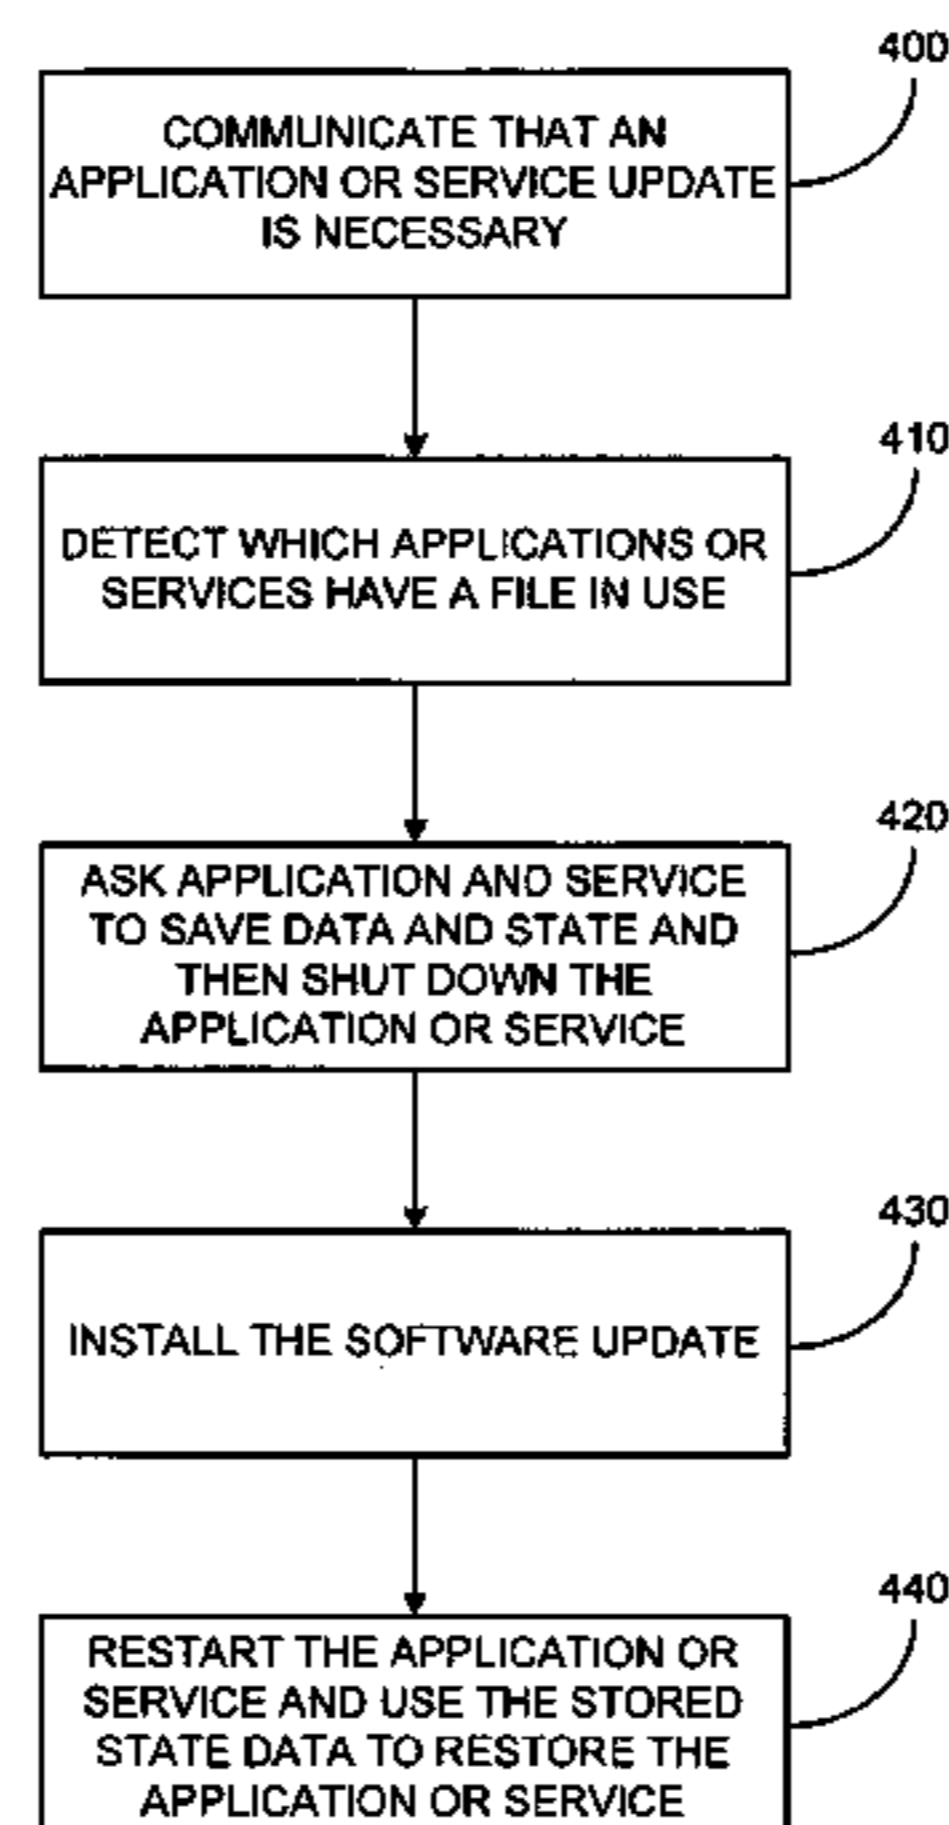 400
COMMUNICATE THAT AN
APPLICATION OR SERVICE UPDATE
IS NECESSARY
410
DETECT WHICH APPLICATIONS OR
SERVICES HAVE A FILE IN USE
420
ASK APPLICATION AND SERVICE
TO SAVE DATA AND STATE AND
THEN SHUT DOWN THE
APPLICATION OR SERVICE
430
INSTALL THE SOFTWARE UPDATE
440
RESTART THE APPLICATION OR
SERVICE AND USE THE STORED
STATE DATA TO RESTORE THE
APPLICATION OR SERVICE